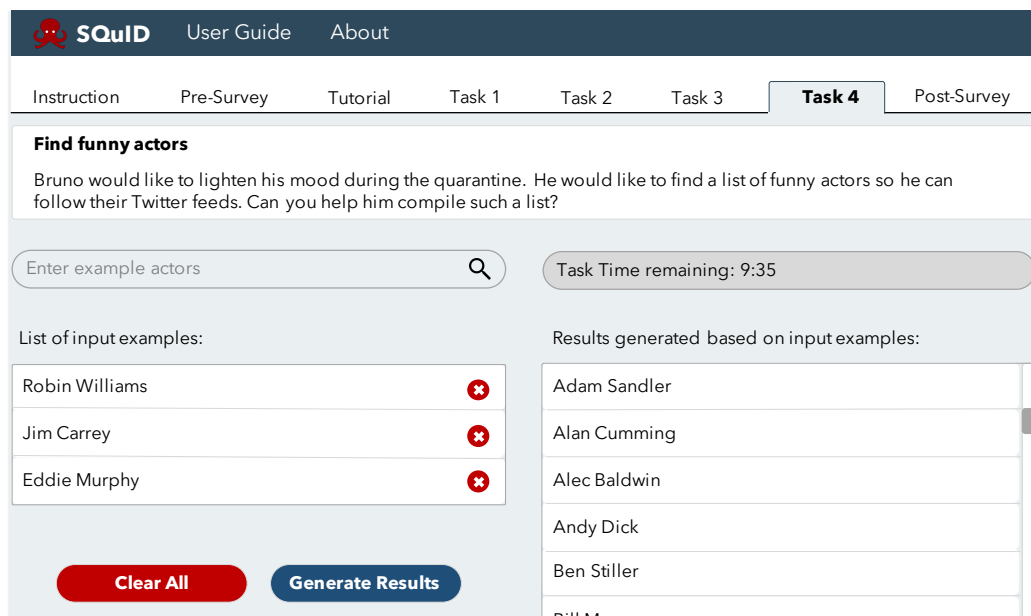 SQuID User Guide About
Instruction Pre-Survey Tutorial Task 1 Task 2 Task 3 Task 4 Post-Survey
Find funny actors
Bruno would like to lighten his mood during the quarantine. He would like to find a list of funny actors so he can
follow their Twitter feeds. Can you help him compile such a list?
Enter example actors
Task Time remaining: 9:35
List of input examples:
Results generated based on input examples:
Robin Williams
Jim Carrey
Eddie Murphy
Clear All Generate Results
Adam Sandler
Alan Cumming
Alec Baldwin
Andy Dick
Ben Stiller